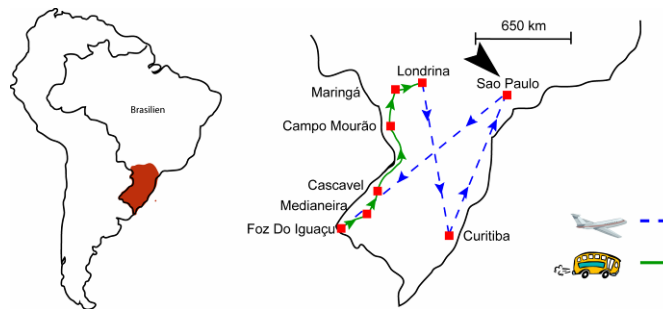 Brasilien
650 km
Londrina
Sao Paulo
Maringá
Campo Mourão
Cascavel
Medianeira
Foz Do Iguaçu
Curitiba